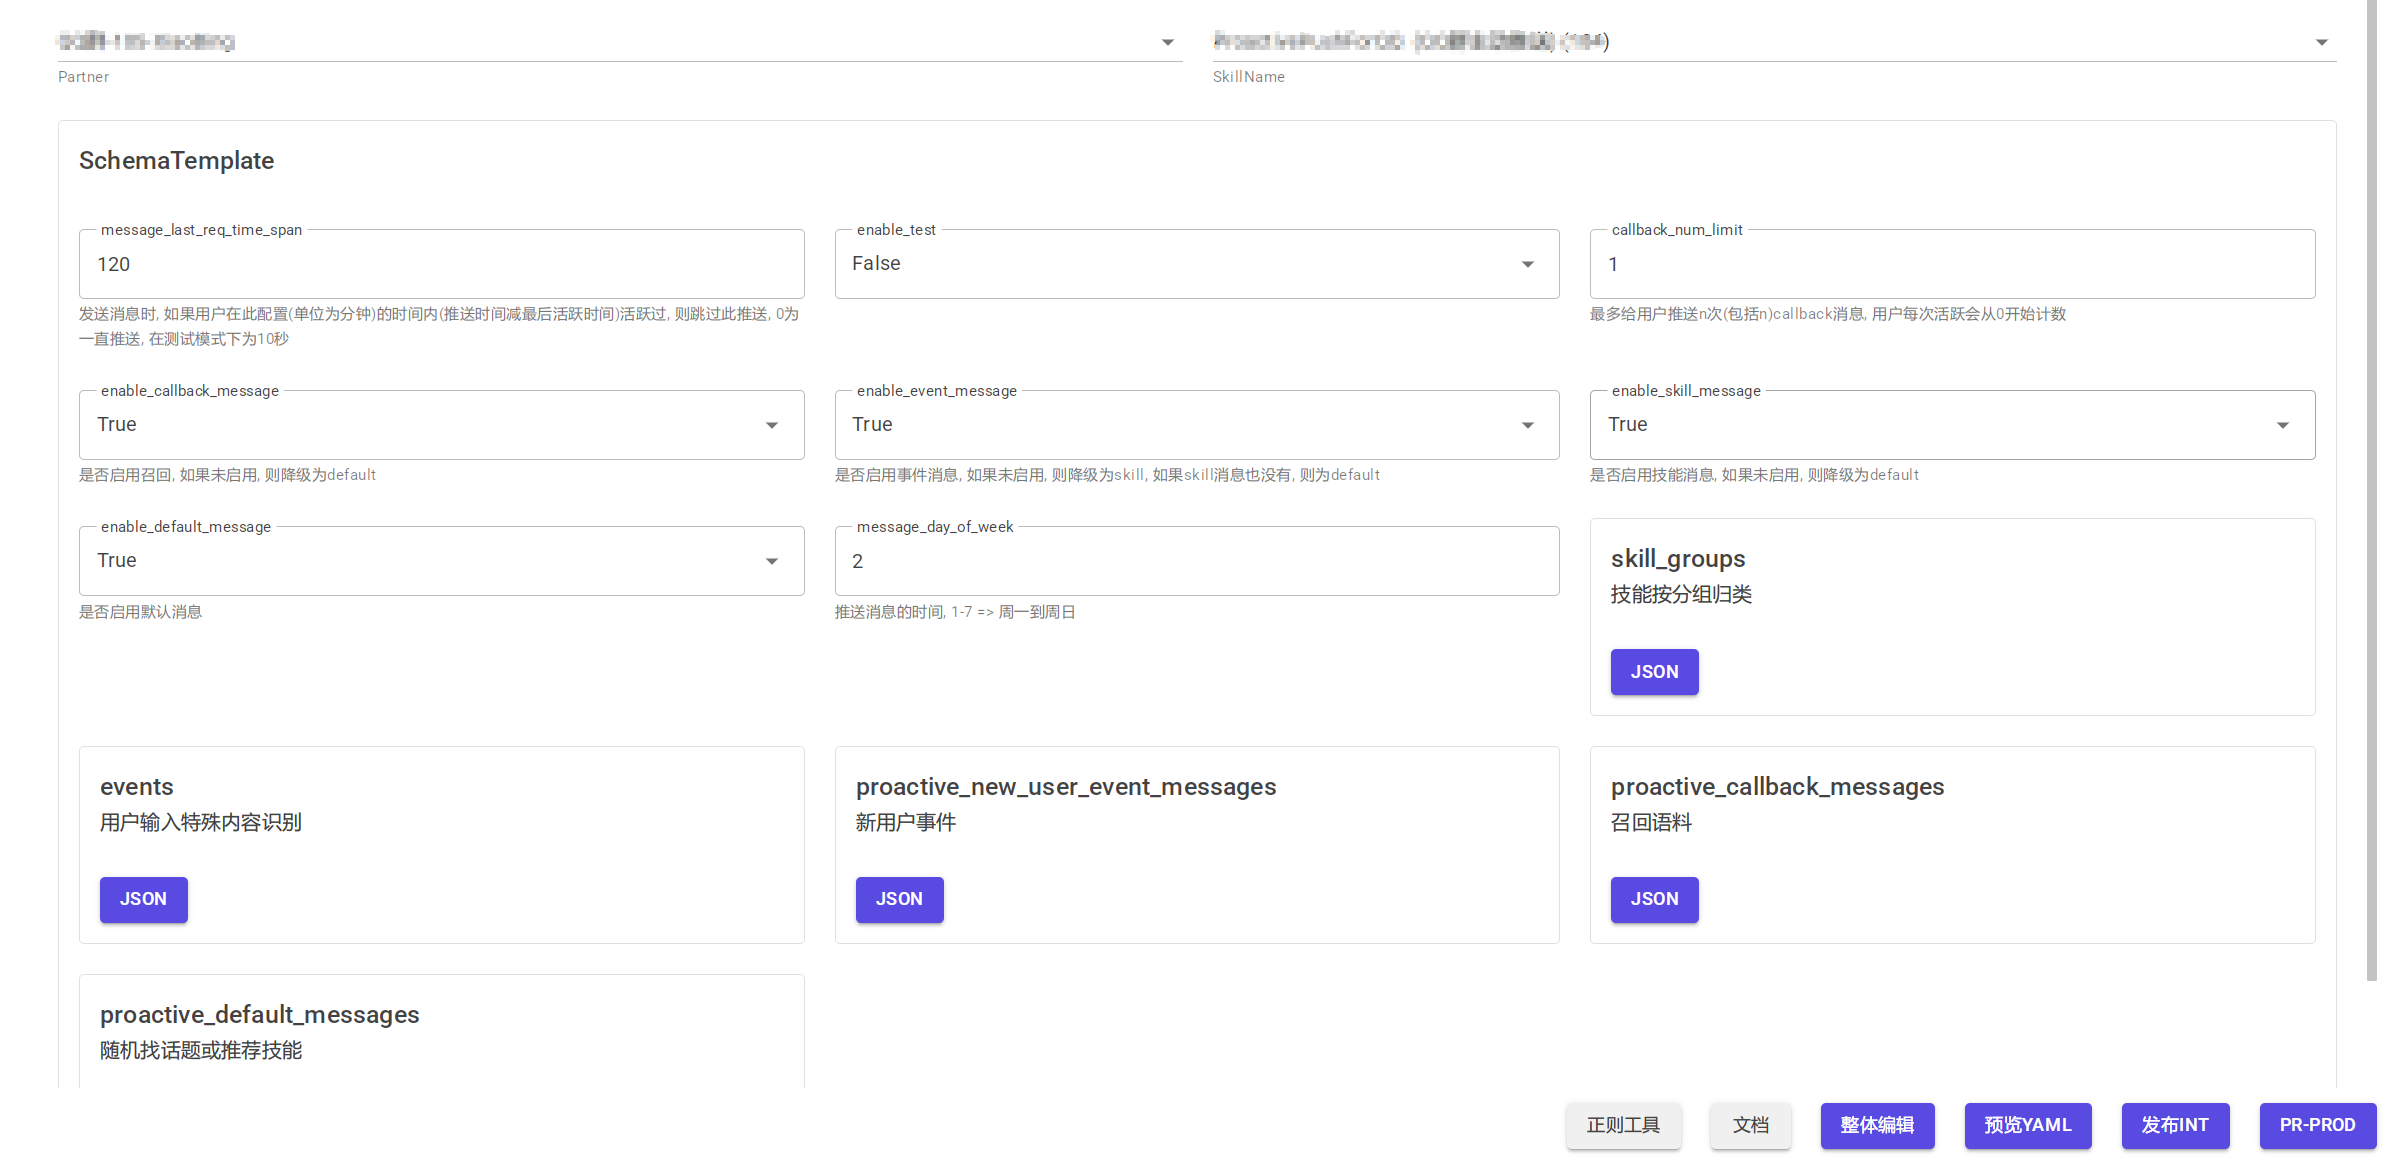 Partner
SkillName
SchemaTemplate
message_last_req_time_span
120
发送消息时, 如果用户在此配置(单位为分钟)的时间内(推送时间减最后活跃时间)活跃过, 则跳过此推送, 0为
一直推送, 在测试模式下为10秒
enable_test
False
callback_num_limit
1
最多给用户推送n次(包括n)callback消息, 用户每次活跃会从0开始计数
enable_callback_message
True
是否启用召回, 如果未启用, 则降级为default
enable_event_message
True
是否启用事件消息, 如果未启用, 则降级为skill, 如果skill消息也没有, 则为default
enable_skill_message
True
是否启用技能消息, 如果未启用, 则降级为default
enable_default_message
True
是否启用默认消息
message_day_of_week
2
推送消息的时间, 1-7 => 周一到周日
skill_groups
技能按分组归类
JSON
events
用户输入特殊内容识别
JSON
proactive_new_user_event_messages
新用户事件
JSON
proactive_callback_messages
召回语料
JSON
proactive_default_messages
随机找话题或推荐技能
正则工具
文档
整体编辑
预览YAML
发布INT
PR-PROD